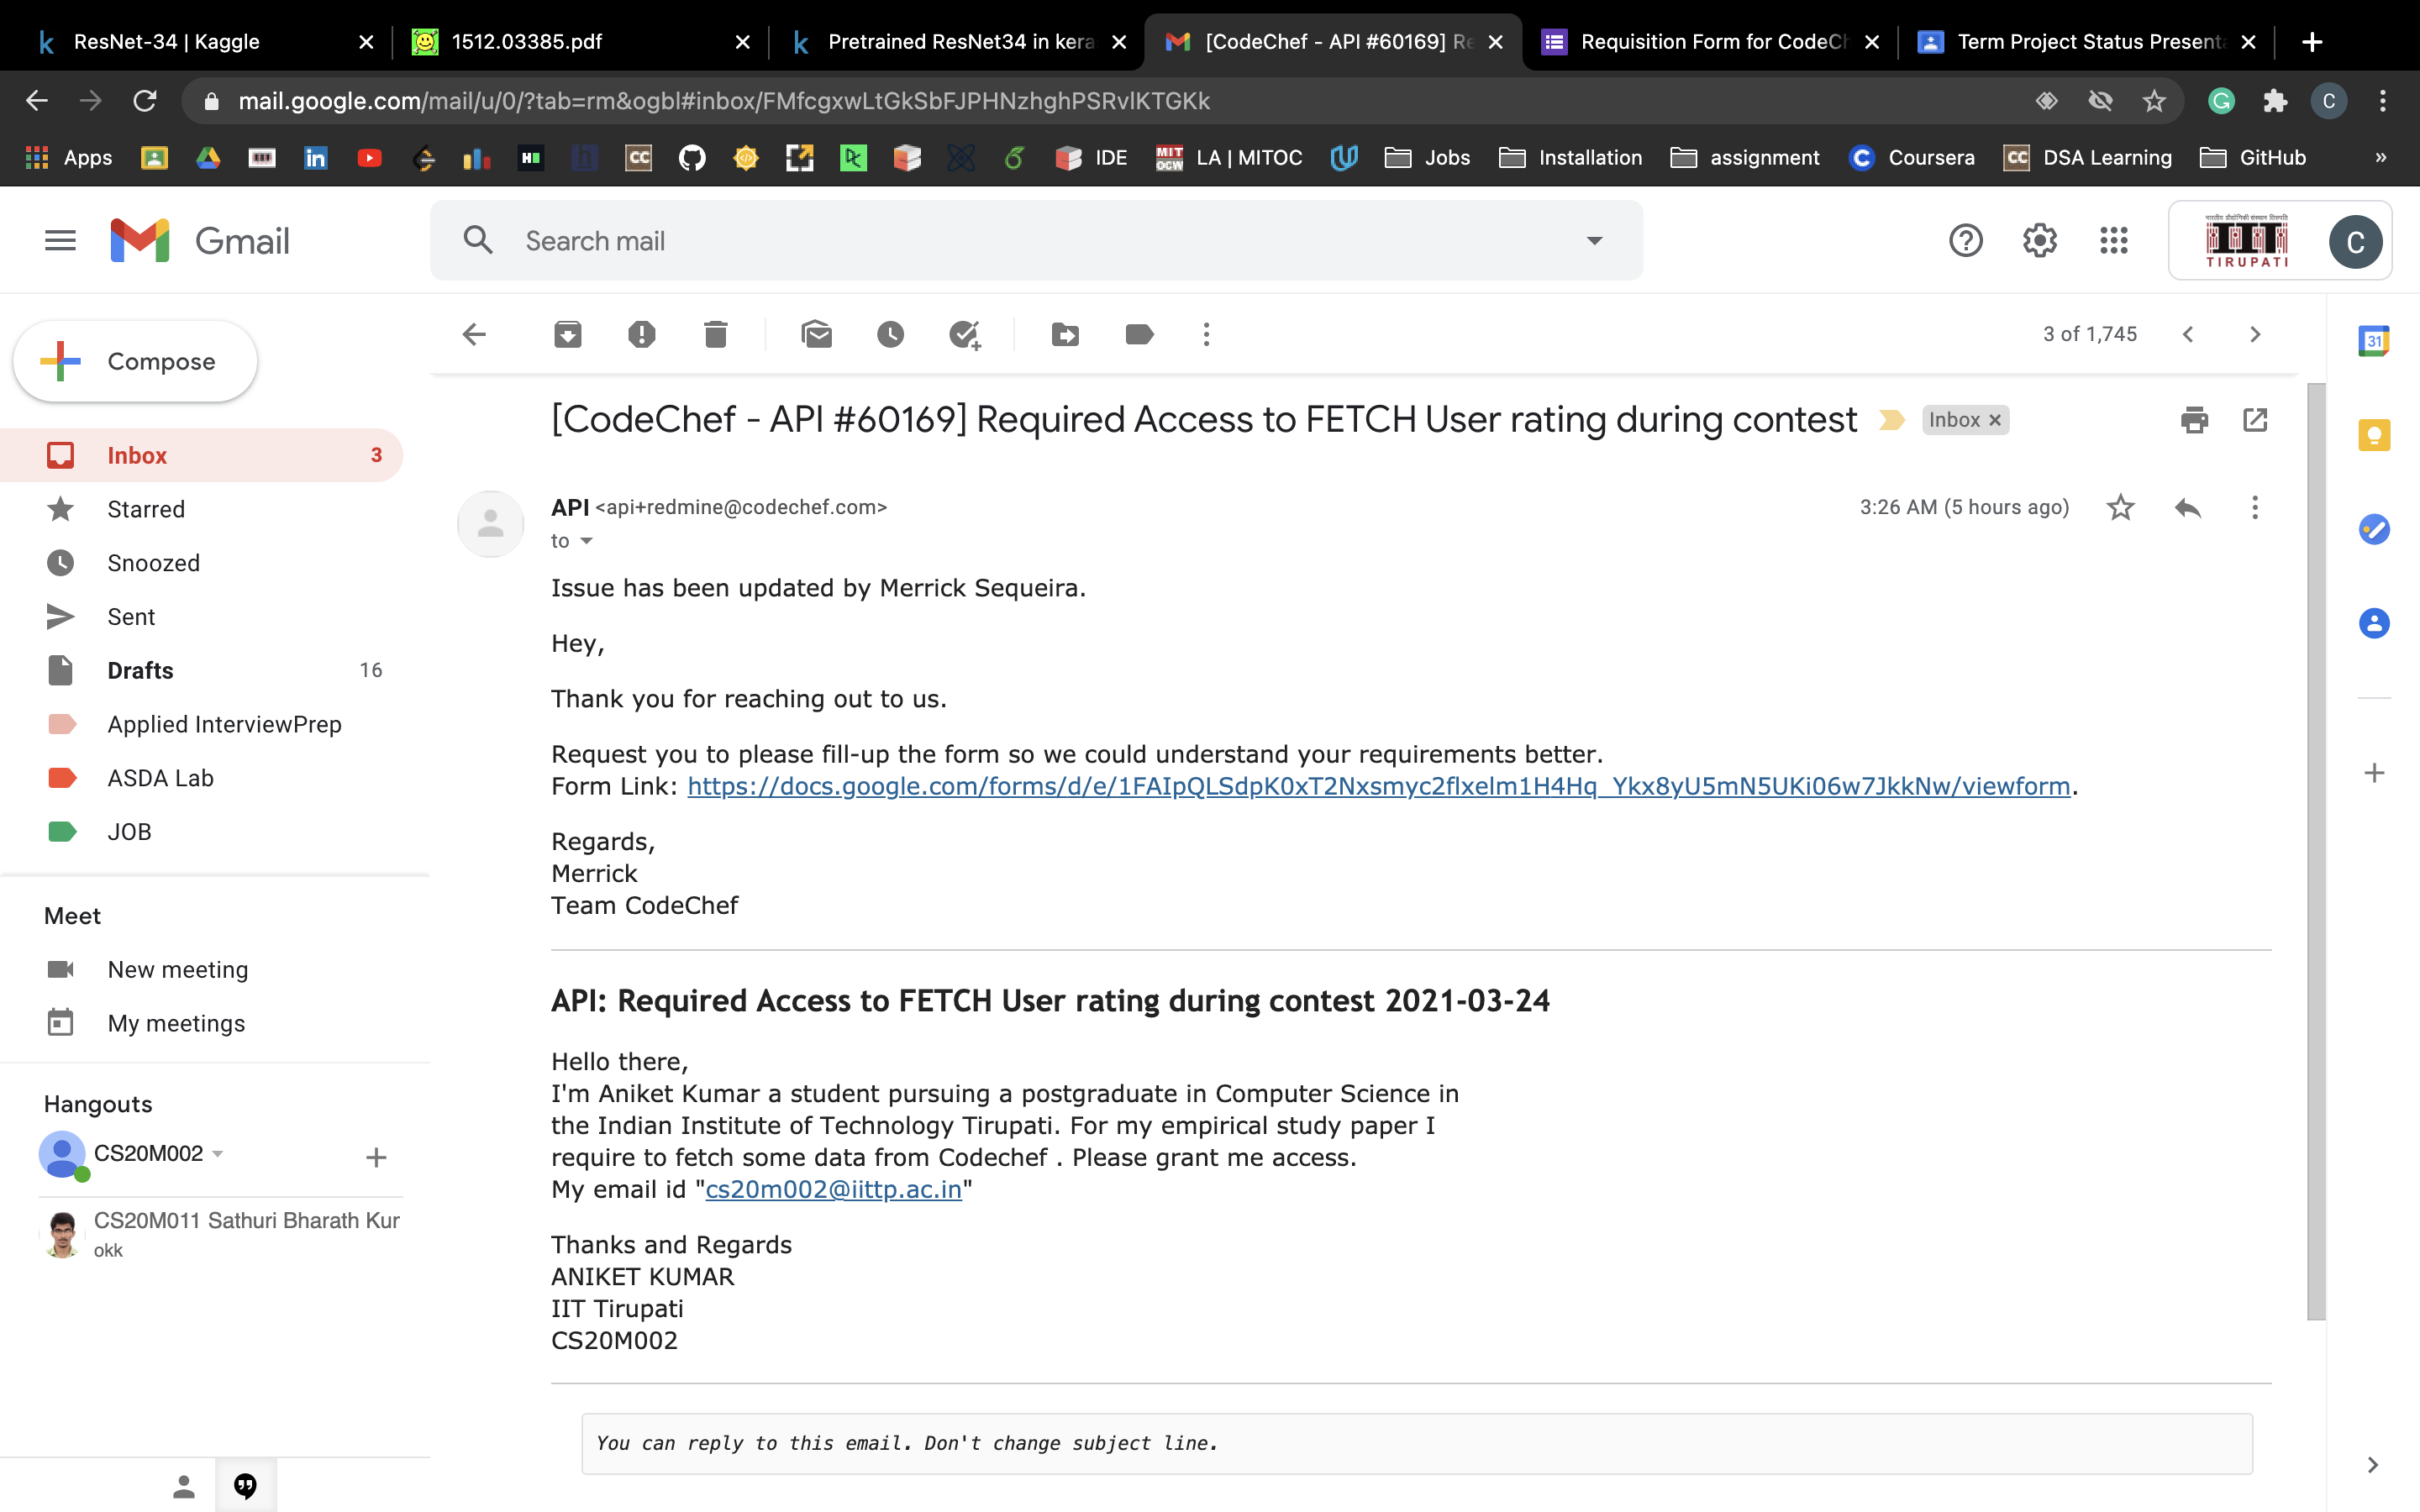 ResNet-34 | Kaggle
1512.03385.pdf
Pretrained ResNet34 in kera
[CodeChef - API #60169] Re
Requisition Form for CodeCh
Term Project Status Present
mail.google.com/mail/u/0/?tab=rm&ogbl#inbox/FMfcgxwLtGkSbFJPHNzhghPSRvlKTGKk
C
Apps
IDE
LA | MITOC
Jobs
Installation
assignment
Coursera
DSA Learning
GitHub
»
Gmail
Search mail
TIRUPATI
C
Compose
3 of 1,745
31
Inbox 3
Starred
Snoozed
Sent
Drafts 16
Applied InterviewPrep
ASDA Lab
JOB
Meet
New meeting
My meetings
Hangouts
CS20M002
CS20M011 Sathuri Bharath Kur
okk
[CodeChef - API #60169] Required Access to FETCH User rating during contest
Inbox
API <api+redmine@codechef.com>
3:26 AM (5 hours ago)
to
Issue has been updated by Merrick Sequeira.
Hey,
Thank you for reaching out to us.
Request you to please fill-up the form so we could understand your requirements better.
Form Link: https://docs.google.com/forms/d/e/1FAIpQLSdpK0xT2Nxsmyc2flxelm1H4Hq_Ykx8yU5mN5UKi06w7JkkNw/viewform.
Regards,
Merrick
Team CodeChef
API: Required Access to FETCH User rating during contest 2021-03-24
Hello there,
I'm Aniket Kumar a student pursuing a postgraduate in Computer Science in
the Indian Institute of Technology Tirupati. For my empirical study paper I
require to fetch some data from Codechef . Please grant me access.
My email id "cs20m002@iittp.ac.in"
Thanks and Regards
ANIKET KUMAR
IIT Tirupati
CS20M002
You can reply to this email. Don't change subject line.